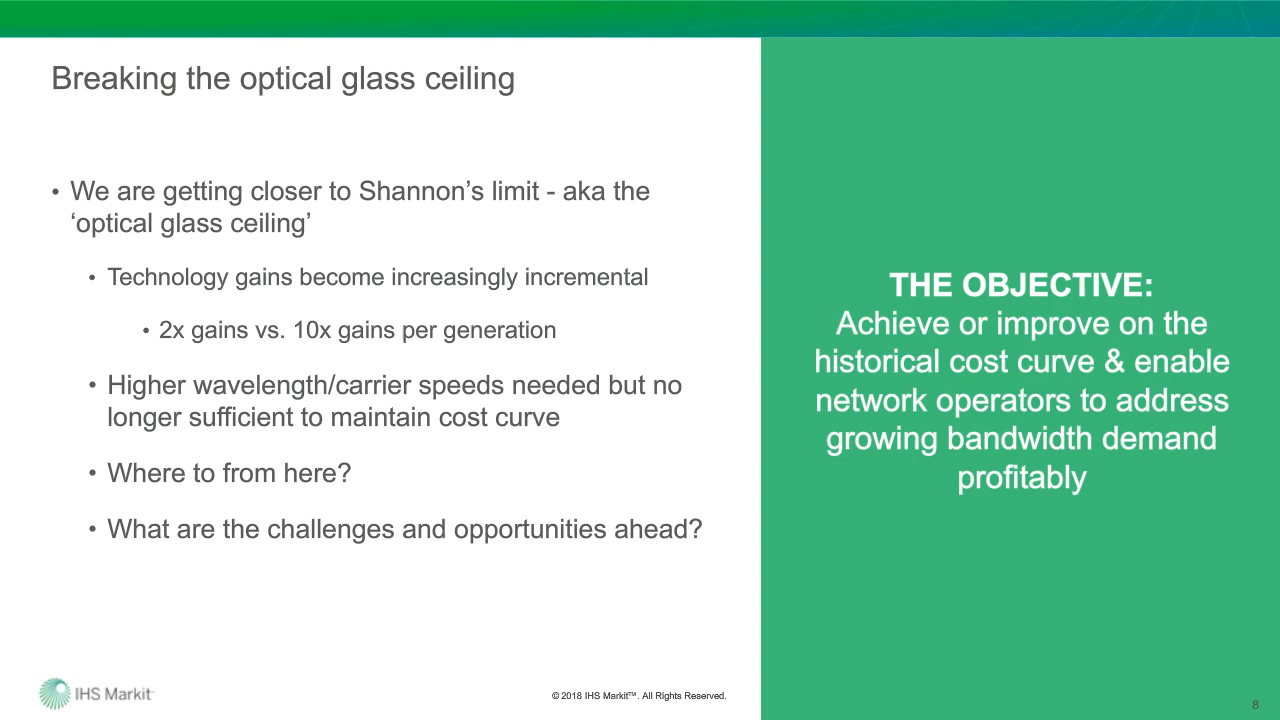 Breaking the optical glass ceiling
• We are getting closer to Shannon’s limit - aka the
‘optical glass ceiling’
• Technology gains become increasingly incremental
• 2x gains vs. 10x gains per generation
• Higher wavelength/carrier speeds needed but no
longer sufficient to maintain cost curve
• Where to from here?
• What are the challenges and opportunities ahead?
THE OBJECTIVE:
Achieve or improve on the
historical cost curve & enable
network operators to address
growing bandwidth demand
profitably
IHS Markit™
© 2018 IHS Markit™. All Rights Reserved.
8